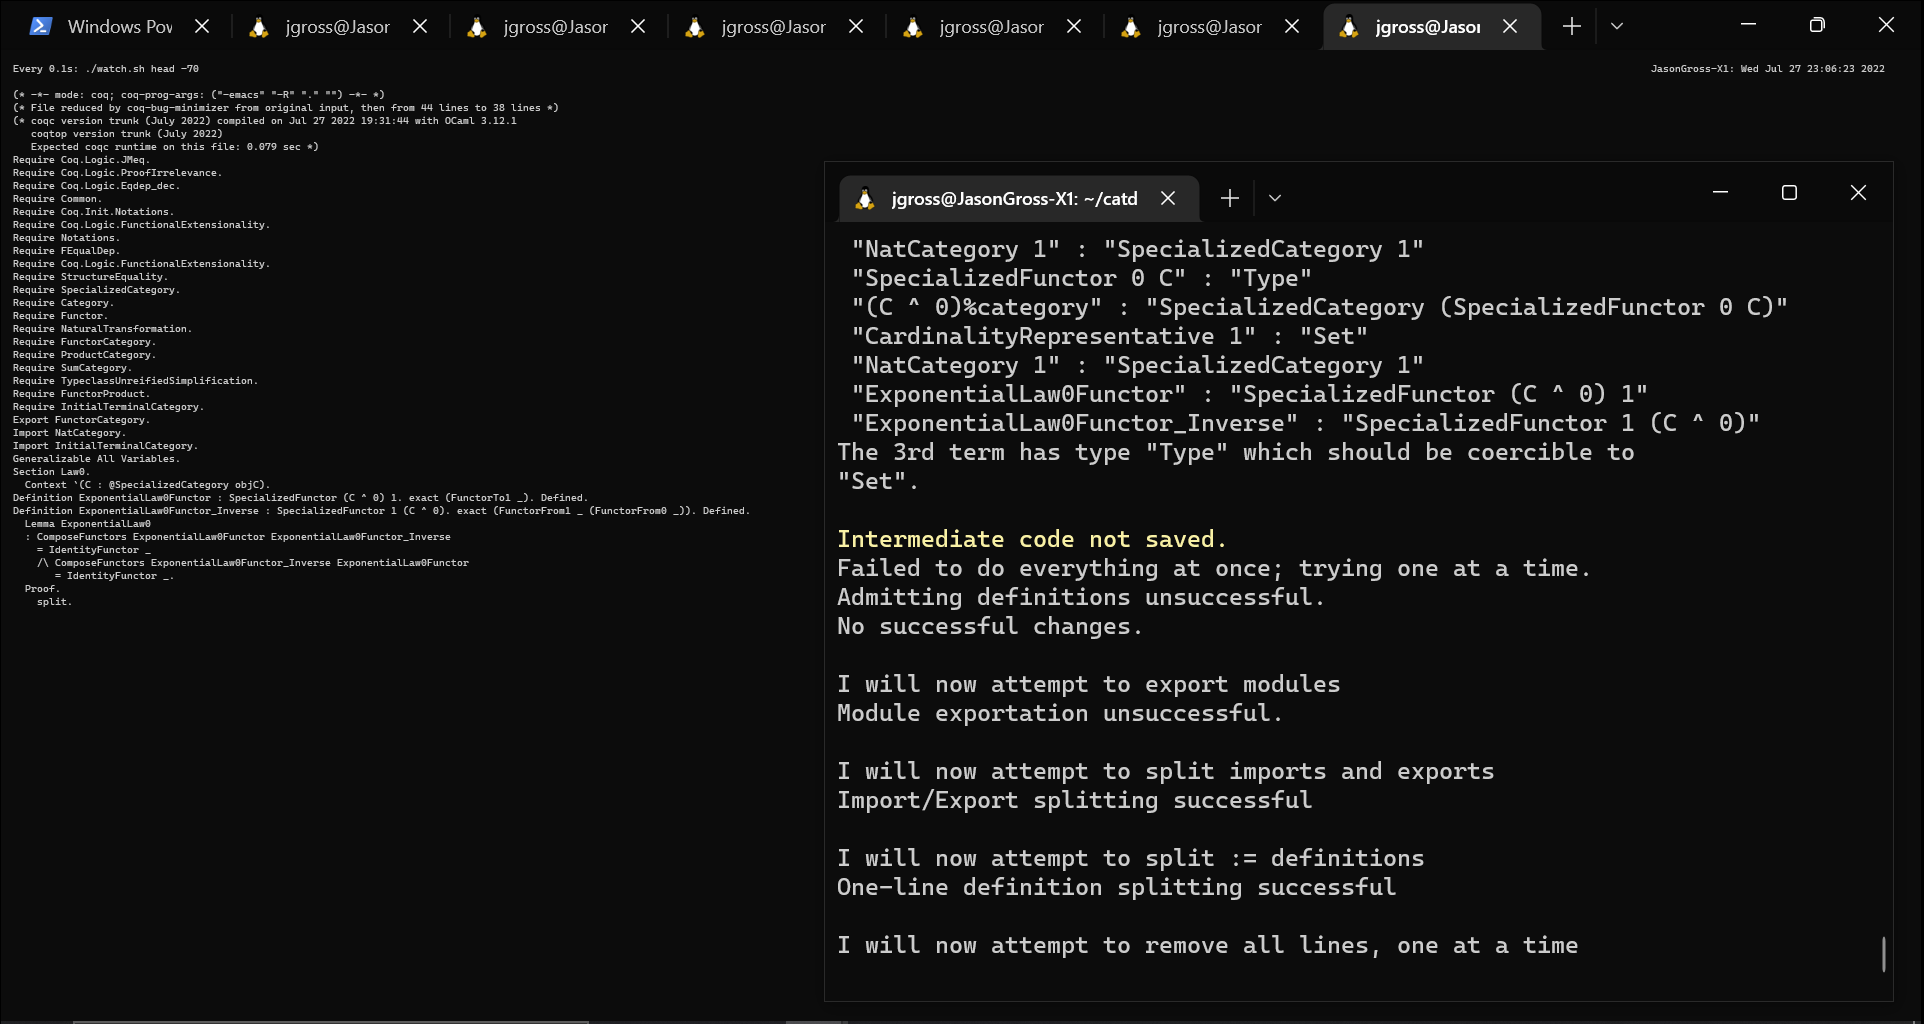 Windows Pow
jgross@Jasor
jgross@Jasor
jgross@Jasor
jgross@Jasor
jgross@Jasor
jgross@Jasor
Every 0.1s: ./watch.sh head -70
JasonGross-X1: Wed Jul 27 23:06:23 2022
(* -*- mode: coq; coq-prog-args: ("-emacs" "-R" "." "") -*- *)
(* File reduced by coq-bug-minimizer from original input, then from 44 lines to 38 lines *)
(* coqc version trunk (July 2022) compiled on Jul 27 2022 19:31:44 with OCaml 3.12.1
   coqtop version trunk (July 2022)
   Expected coqc runtime on this file: 0.079 sec *)
Require Coq.Logic.JMeq.
Require Coq.Logic.ProofIrrelevance.
Require Coq.Logic.Eqdep_dec.
Require Common.
Require Coq.Init.Notations.
Require Coq.Logic.FunctionalExtensionality.
Require Notations.
Require FEqualDep.
Require Coq.Logic.FunctionalExtensionality.
Require StructureEquality.
Require SpecializedCategory.
Require Category.
Require Functor.
Require NaturalTransformation.
Require FunctorCategory.
Require ProductCategory.
Require SumCategory.
Require TypeclassUnreifiedSimplification.
Require FunctorProduct.
Require InitialTerminalCategory.
Export FunctorCategory.
Import NatCategory.
Import InitialTerminalCategory.
Generalizable All Variables.
Section Law0.
  Context `(C : @SpecializedCategory objC).
Definition ExponentialLaw0Functor : SpecializedFunctor (C ^ 0) 1. exact (FunctorTo1 _). Defined.
Definition ExponentialLaw0Functor_Inverse : SpecializedFunctor 1 (C ^ 0). exact (FunctorFrom1 _ (FunctorFrom0 _)). Defined.
  Lemma ExponentialLaw0
  : ComposeFunctors ExponentialLaw0Functor ExponentialLaw0Functor_Inverse
    = IdentityFunctor _
    /\ ComposeFunctors ExponentialLaw0Functor_Inverse ExponentialLaw0Functor
       = IdentityFunctor _.
  Proof.
    split.
jgross@JasonGross-X1: ~/catd
 "NatCategory 1" : "SpecializedCategory 1"
 "SpecializedFunctor 0 C" : "Type"
 "(C ^ 0)%category" : "SpecializedCategory (SpecializedFunctor 0 C)"
 "CardinalityRepresentative 1" : "Set"
 "NatCategory 1" : "SpecializedCategory 1"
 "ExponentialLaw0Functor" : "SpecializedFunctor (C ^ 0) 1"
 "ExponentialLaw0Functor_Inverse" : "SpecializedFunctor 1 (C ^ 0)"
The 3rd term has type "Type" which should be coercible to
"Set".
Intermediate code not saved.
Failed to do everything at once; trying one at a time.
Admitting definitions unsuccessful.
No successful changes.
I will now attempt to export modules
Module exportation unsuccessful.
I will now attempt to split imports and exports
Import/Export splitting successful
I will now attempt to split := definitions
One-line definition splitting successful
I will now attempt to remove all lines, one at a time